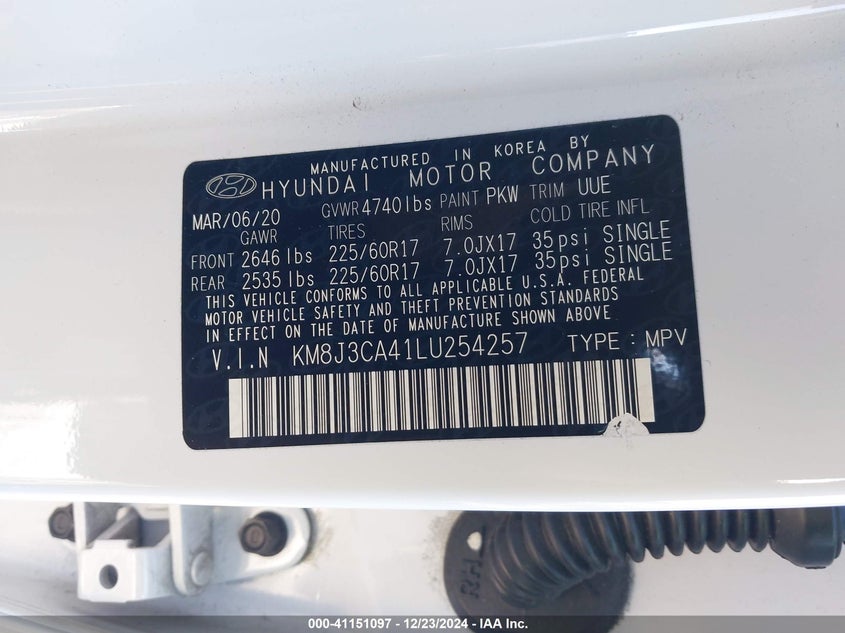 MANUFACTURED IN KOREA BY
HYUNDAI MOTOR COMPANY
MAR/06/20 GVWR 4740lbs PAINT PKW TRIM UUE
GAWR TIRES RIMS COLD TIRE INFL
FRONT 2646 lbs 225/60R17 7.0JX17 35psi SINGLE
REAR 2535 lbs 225/60R17 7.0JX17 35psi SINGLE
THIS VEHICLE CONFORMS TO ALL APPLICABLE U.S.A. FEDERAL
MOTOR VEHICLE SAFETY AND THEFT PREVENTION STANDARDS
IN EFFECT ON THE DATE OF MANUFACTURE SHOWN ABOVE.
V.I.N KM8J3CA41LU254257 TYPE : MPV
RH
000-41151097 - 12/23/2024 - IAA Inc.